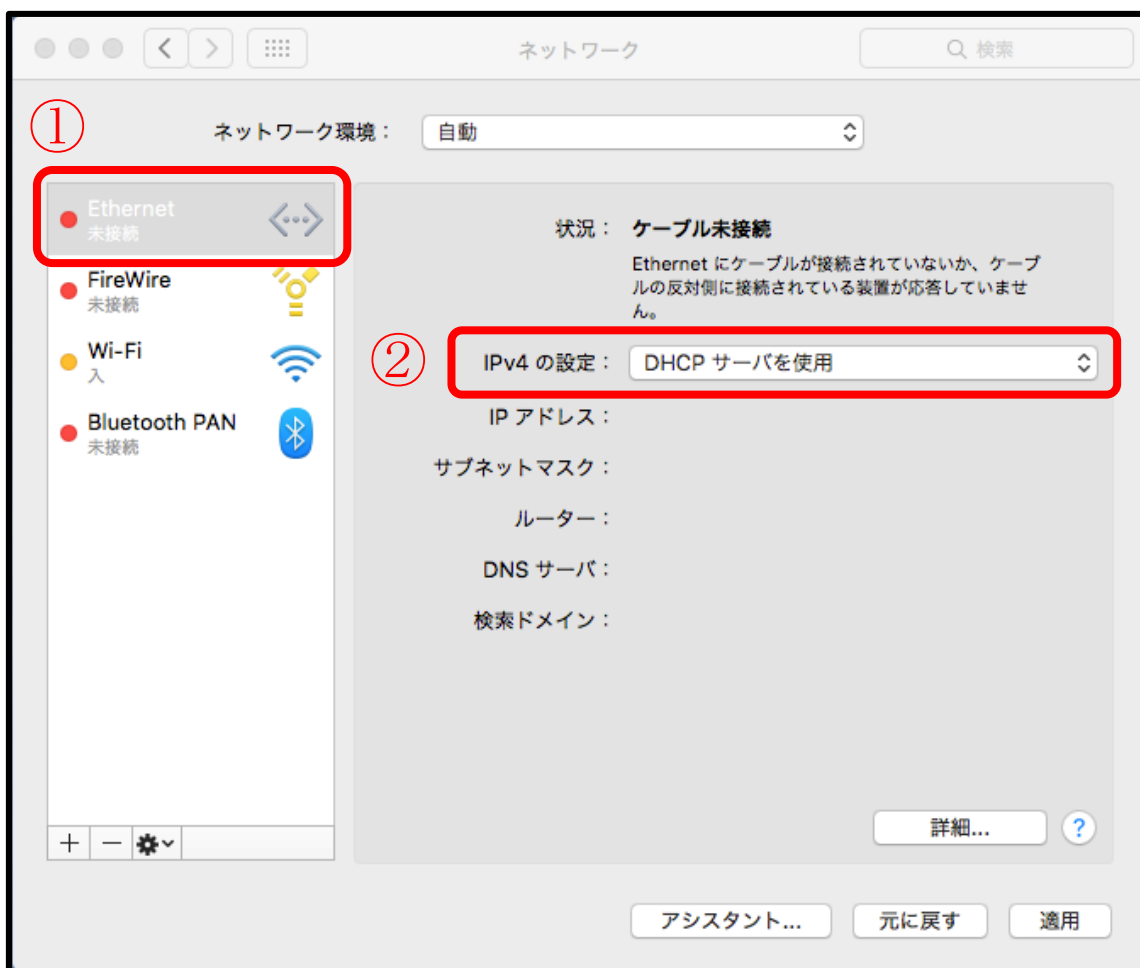 ネットワーク
検索
①
ネットワーク環境：
自動
Ethernet
未接続
FireWire
未接続
Wi-Fi
入
Bluetooth PAN
未接続
状況：
ケーブル未接続
Ethernet にケーブルが接続されていないか、ケーブ
ルの反対側に接続されている装置が応答していませ
ん。
②
IPv4 の設定：
DHCP サーバを使用
IP アドレス：
サブネットマスク：
ルーター：
DNS サーバ：
検索ドメイン：
詳細...
?
アシスタント...
元に戻す
適用